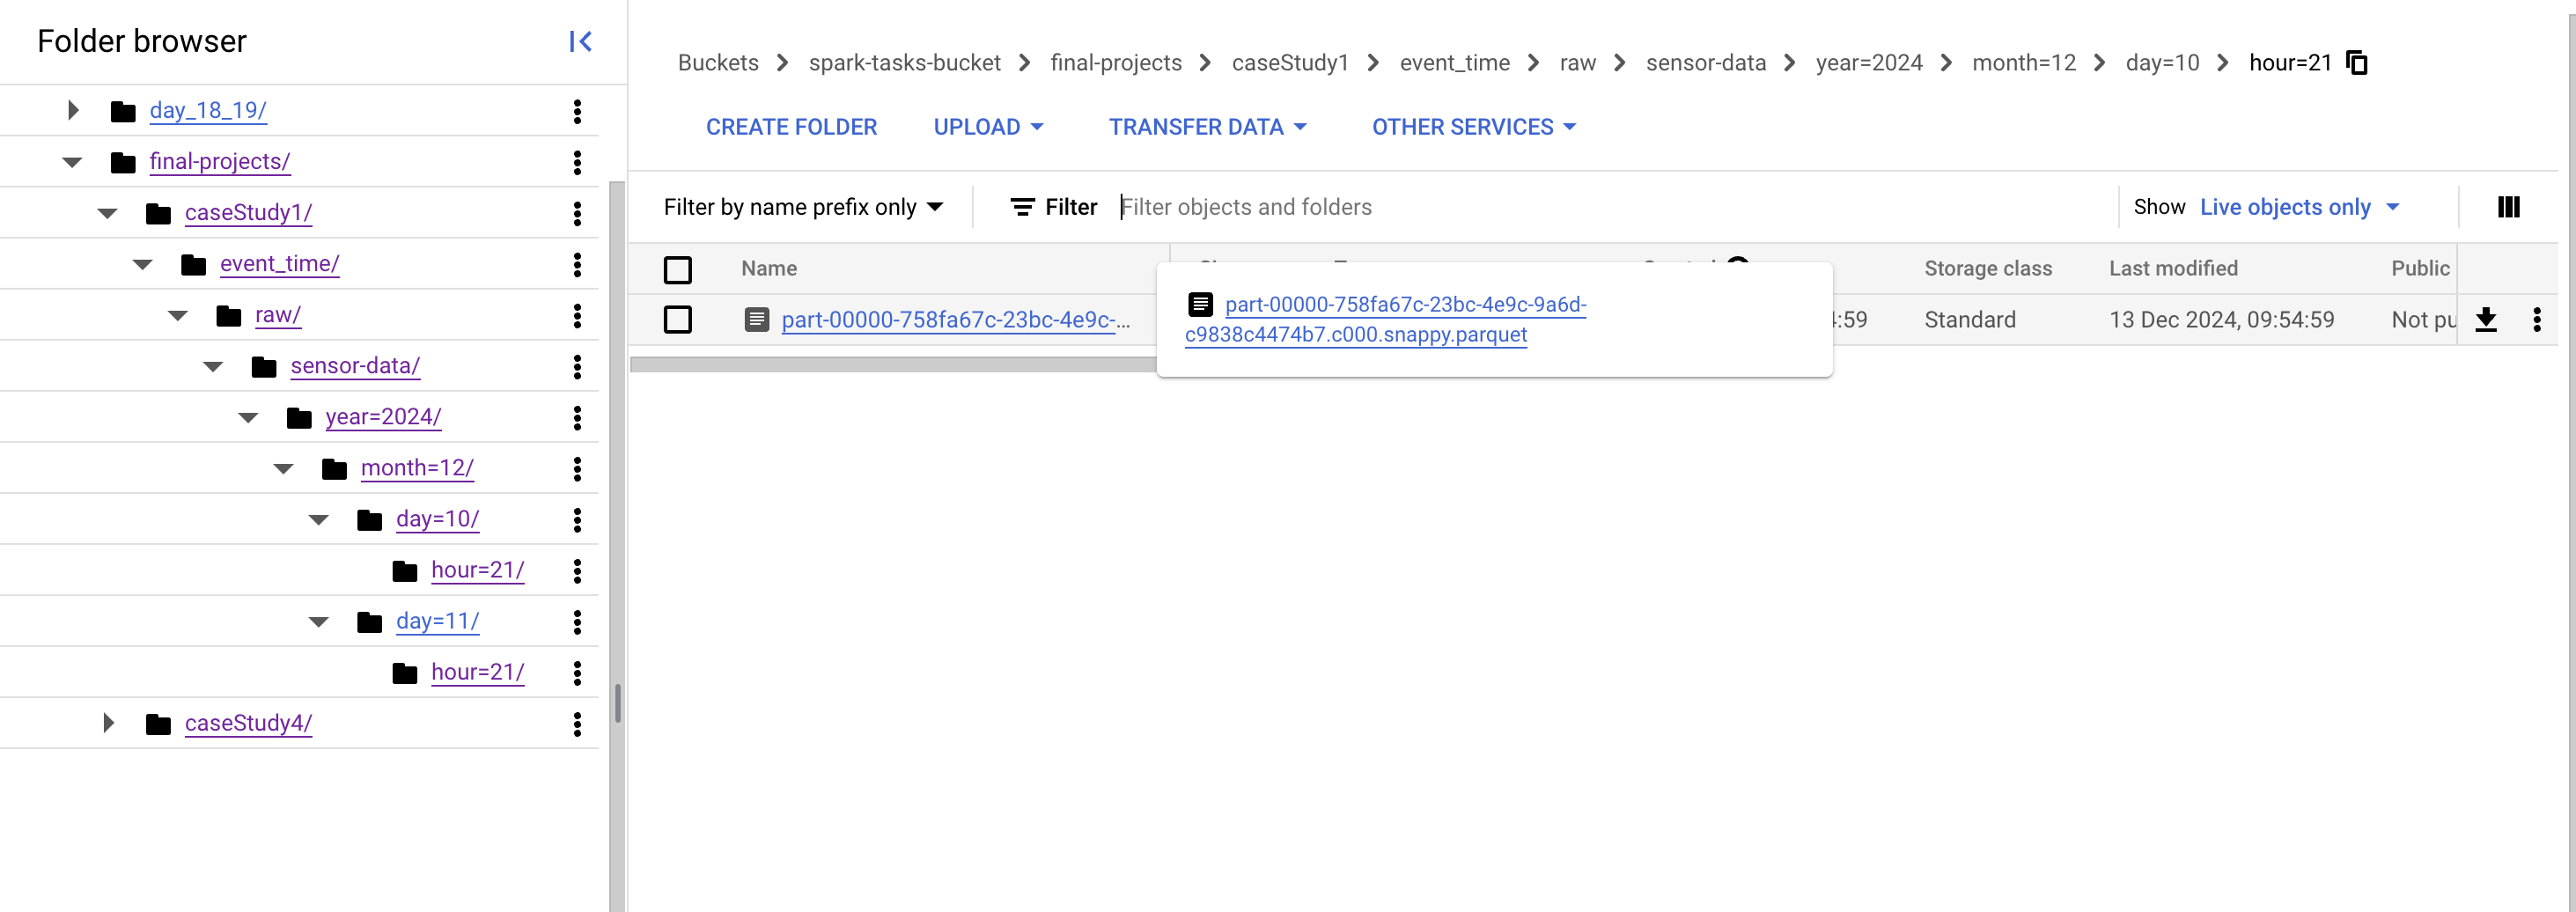 Folder browser
day_18_19/
final-projects/
caseStudy1/
event_time/
raw/
sensor-data/
year=2024/
month=12/
day=10/
hour=21/
day=11/
hour=21/
caseStudy4/
Buckets > spark-tasks-bucket > final-projects > caseStudy1 > event_time > raw > sensor-data > year=2024 > month=12 > day=10 > hour=21
CREATE FOLDER UPLOAD TRANSFER DATA OTHER SERVICES
Filter by name prefix only Filter Filter objects and folders Show Live objects only
Name Storage class Last modified Public
part-00000-758fa67c-23bc-4e9c-... :59 Standard 13 Dec 2024, 09:54:59 Not pu
part-00000-758fa67c-23bc-4e9c-9a6d-
c9838c4474b7.c000.snappy.parquet